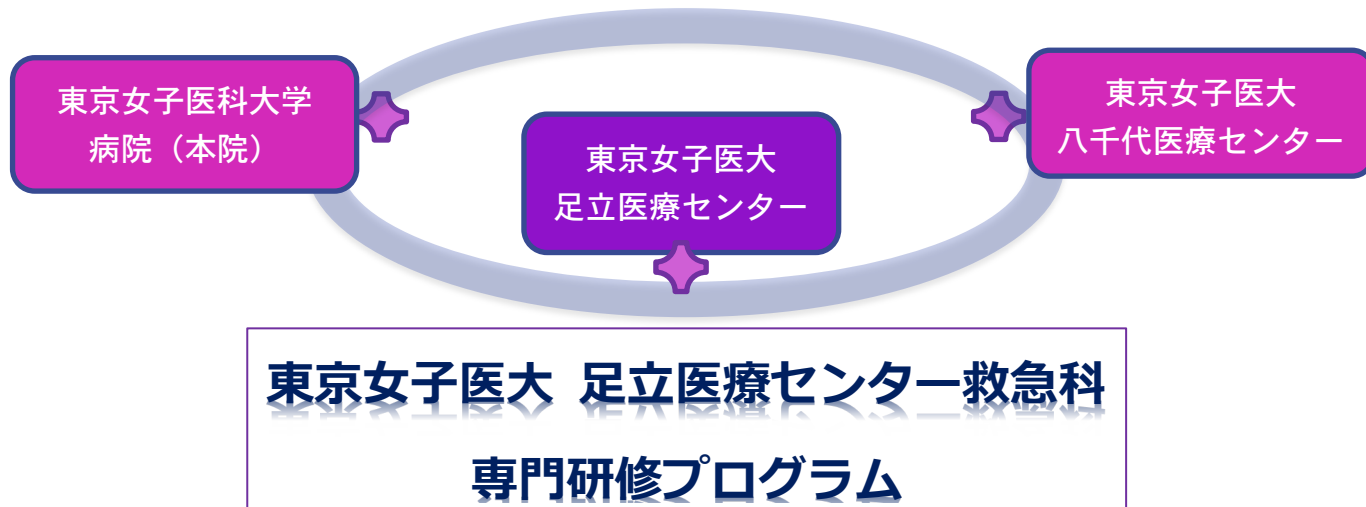 東京女子医科大学
病院（本院）
東京女子医大
足立医療センター
東京女子医大
八千代医療センター
東京女子医大 足立医療センター救急科
専門研修プログラム